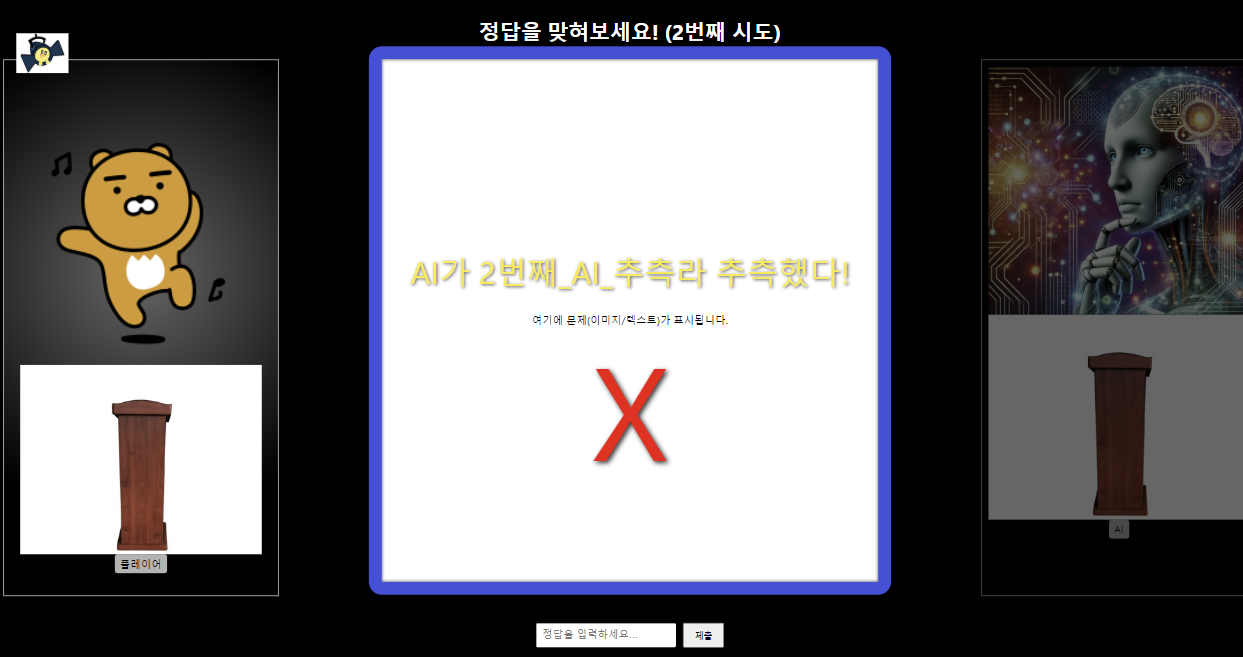 정답을 맞혀보세요! (2번째 시도)
AI가 2번째_AI_추측라 추측했다!
여기에 문제(이미지/텍스트)가 표시됩니다.
X
플레이어
AI
정답을 입력하세요...
제출